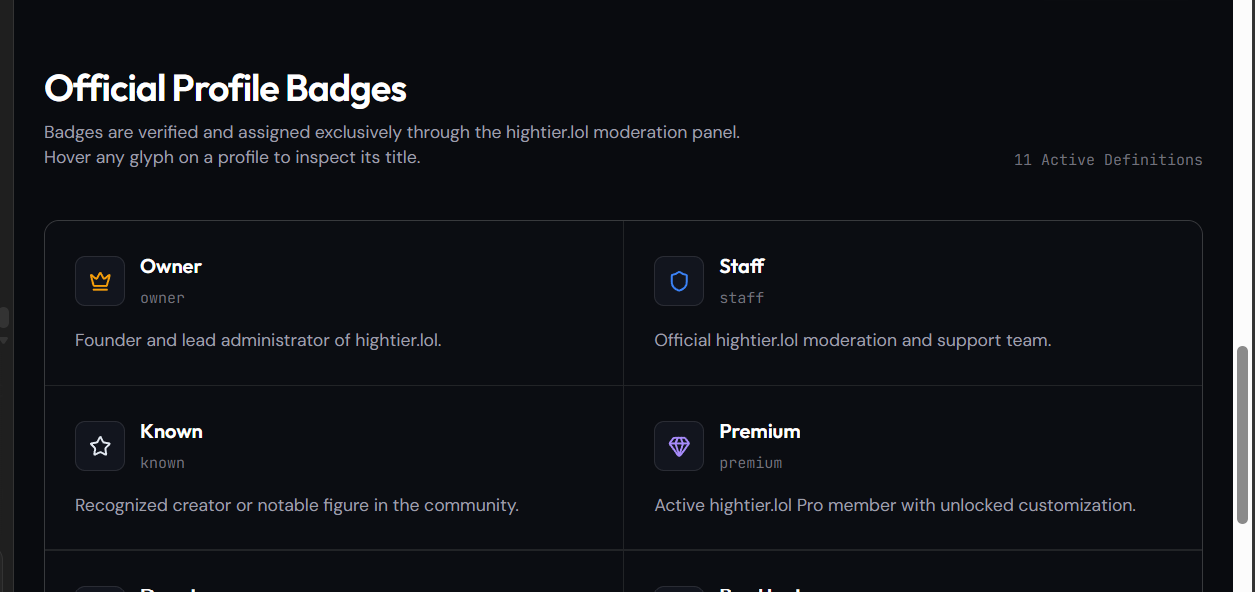 Official Profile Badges
Badges are verified and assigned exclusively through the hightier.lol moderation panel.
Hover any glyph on a profile to inspect its title.
11 Active Definitions
Owner
owner
Founder and lead administrator of hightier.lol.
Staff
staff
Official hightier.lol moderation and support team.
Known
known
Recognized creator or notable figure in the community.
Premium
premium
Active hightier.lol Pro member with unlocked customization.